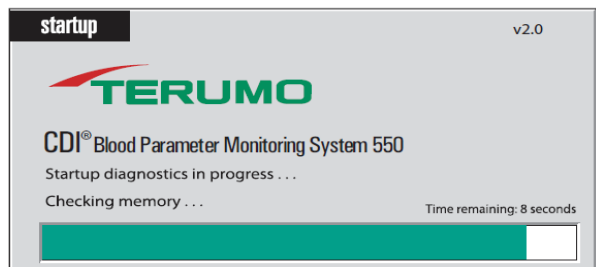 startup
v2.0
TERUMO
CDI® Blood Parameter Monitoring System 550
Startup diagnostics in progress . . .
Checking memory . . .
Time remaining: 8 seconds